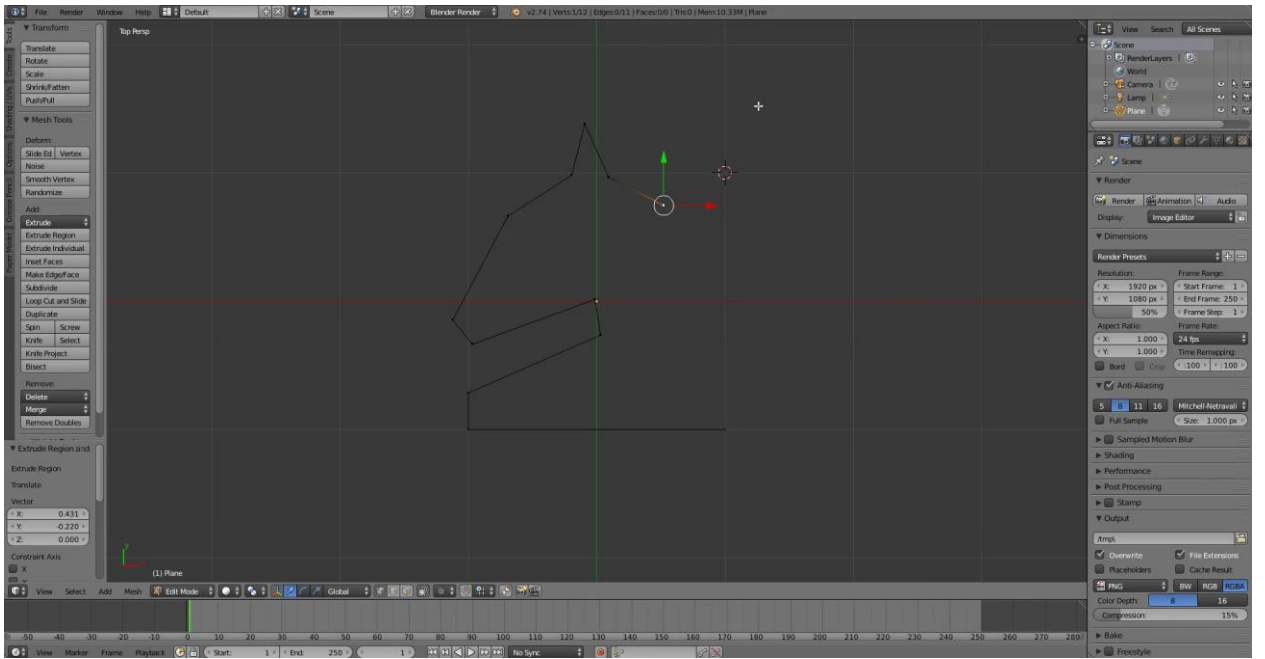 File Render Window Help Default Scene Blender Render v2.74 | Verts:1/12 | Edges:0/11 | Faces:0/0 | Tris:0 | Mem:10.33M | Plane
Tools
Create
Shading / UVs
Options
Grease Pencil
Paper Model
Transform
Translate
Rotate
Scale
Shrink/Fatten
Push/Pull
Mesh Tools
Deform:
Slide Ed Vertex
Noise
Smooth Vertex
Randomize
Add:
Extrude
Extrude Region
Extrude Individual
Inset Faces
Make Edge/Face
Subdivide
Loop Cut and Slide
Duplicate
Spin Screw
Knife Select
Knife Project
Bisect
Remove:
Delete
Merge
Remove Doubles
Extrude Region and
Extrude Region
Translate
Vector
X: 0.431
Y: -0.220
Z: 0.000
Constraint Axis
X
Top Persp
(1) Plane
View Select Add Mesh Edit Mode Global
-50 -40 -30 -20 -10 0 10 20 30 40 50 60 70 80 90 100 110 120 130 140 150 160 170 180 190 200 210 220 230 240 250 260 270 280
View Marker Frame Playback Start: 1 End: 250 1 No Sync
View Search All Scenes
Scene
RenderLayers |
World
Camera |
Lamp |
Plane |
Scene
Render
Render Animation Audio
Display: Image Editor
Dimensions
Render Presets
Resolution: Frame Range:
X: 1920 px Start Frame: 1
Y: 1080 px End Frame: 250
50% Frame Step: 1
Aspect Ratio: Frame Rate:
X: 1.000 24 fps
Y: 1.000 Time Remapping:
Bord Crop :100 :100
Anti-Aliasing
5 8 11 16 Mitchell-Netravali
Full Sample Size: 1.000 px
Sampled Motion Blur
Shading
Performance
Post Processing
Stamp
Output
/tmp\
Overwrite File Extensions
Placeholders Cache Result
PNG BW RGB RGBA
Color Depth: 8 16
Compression: 15%
Bake
Freestyle